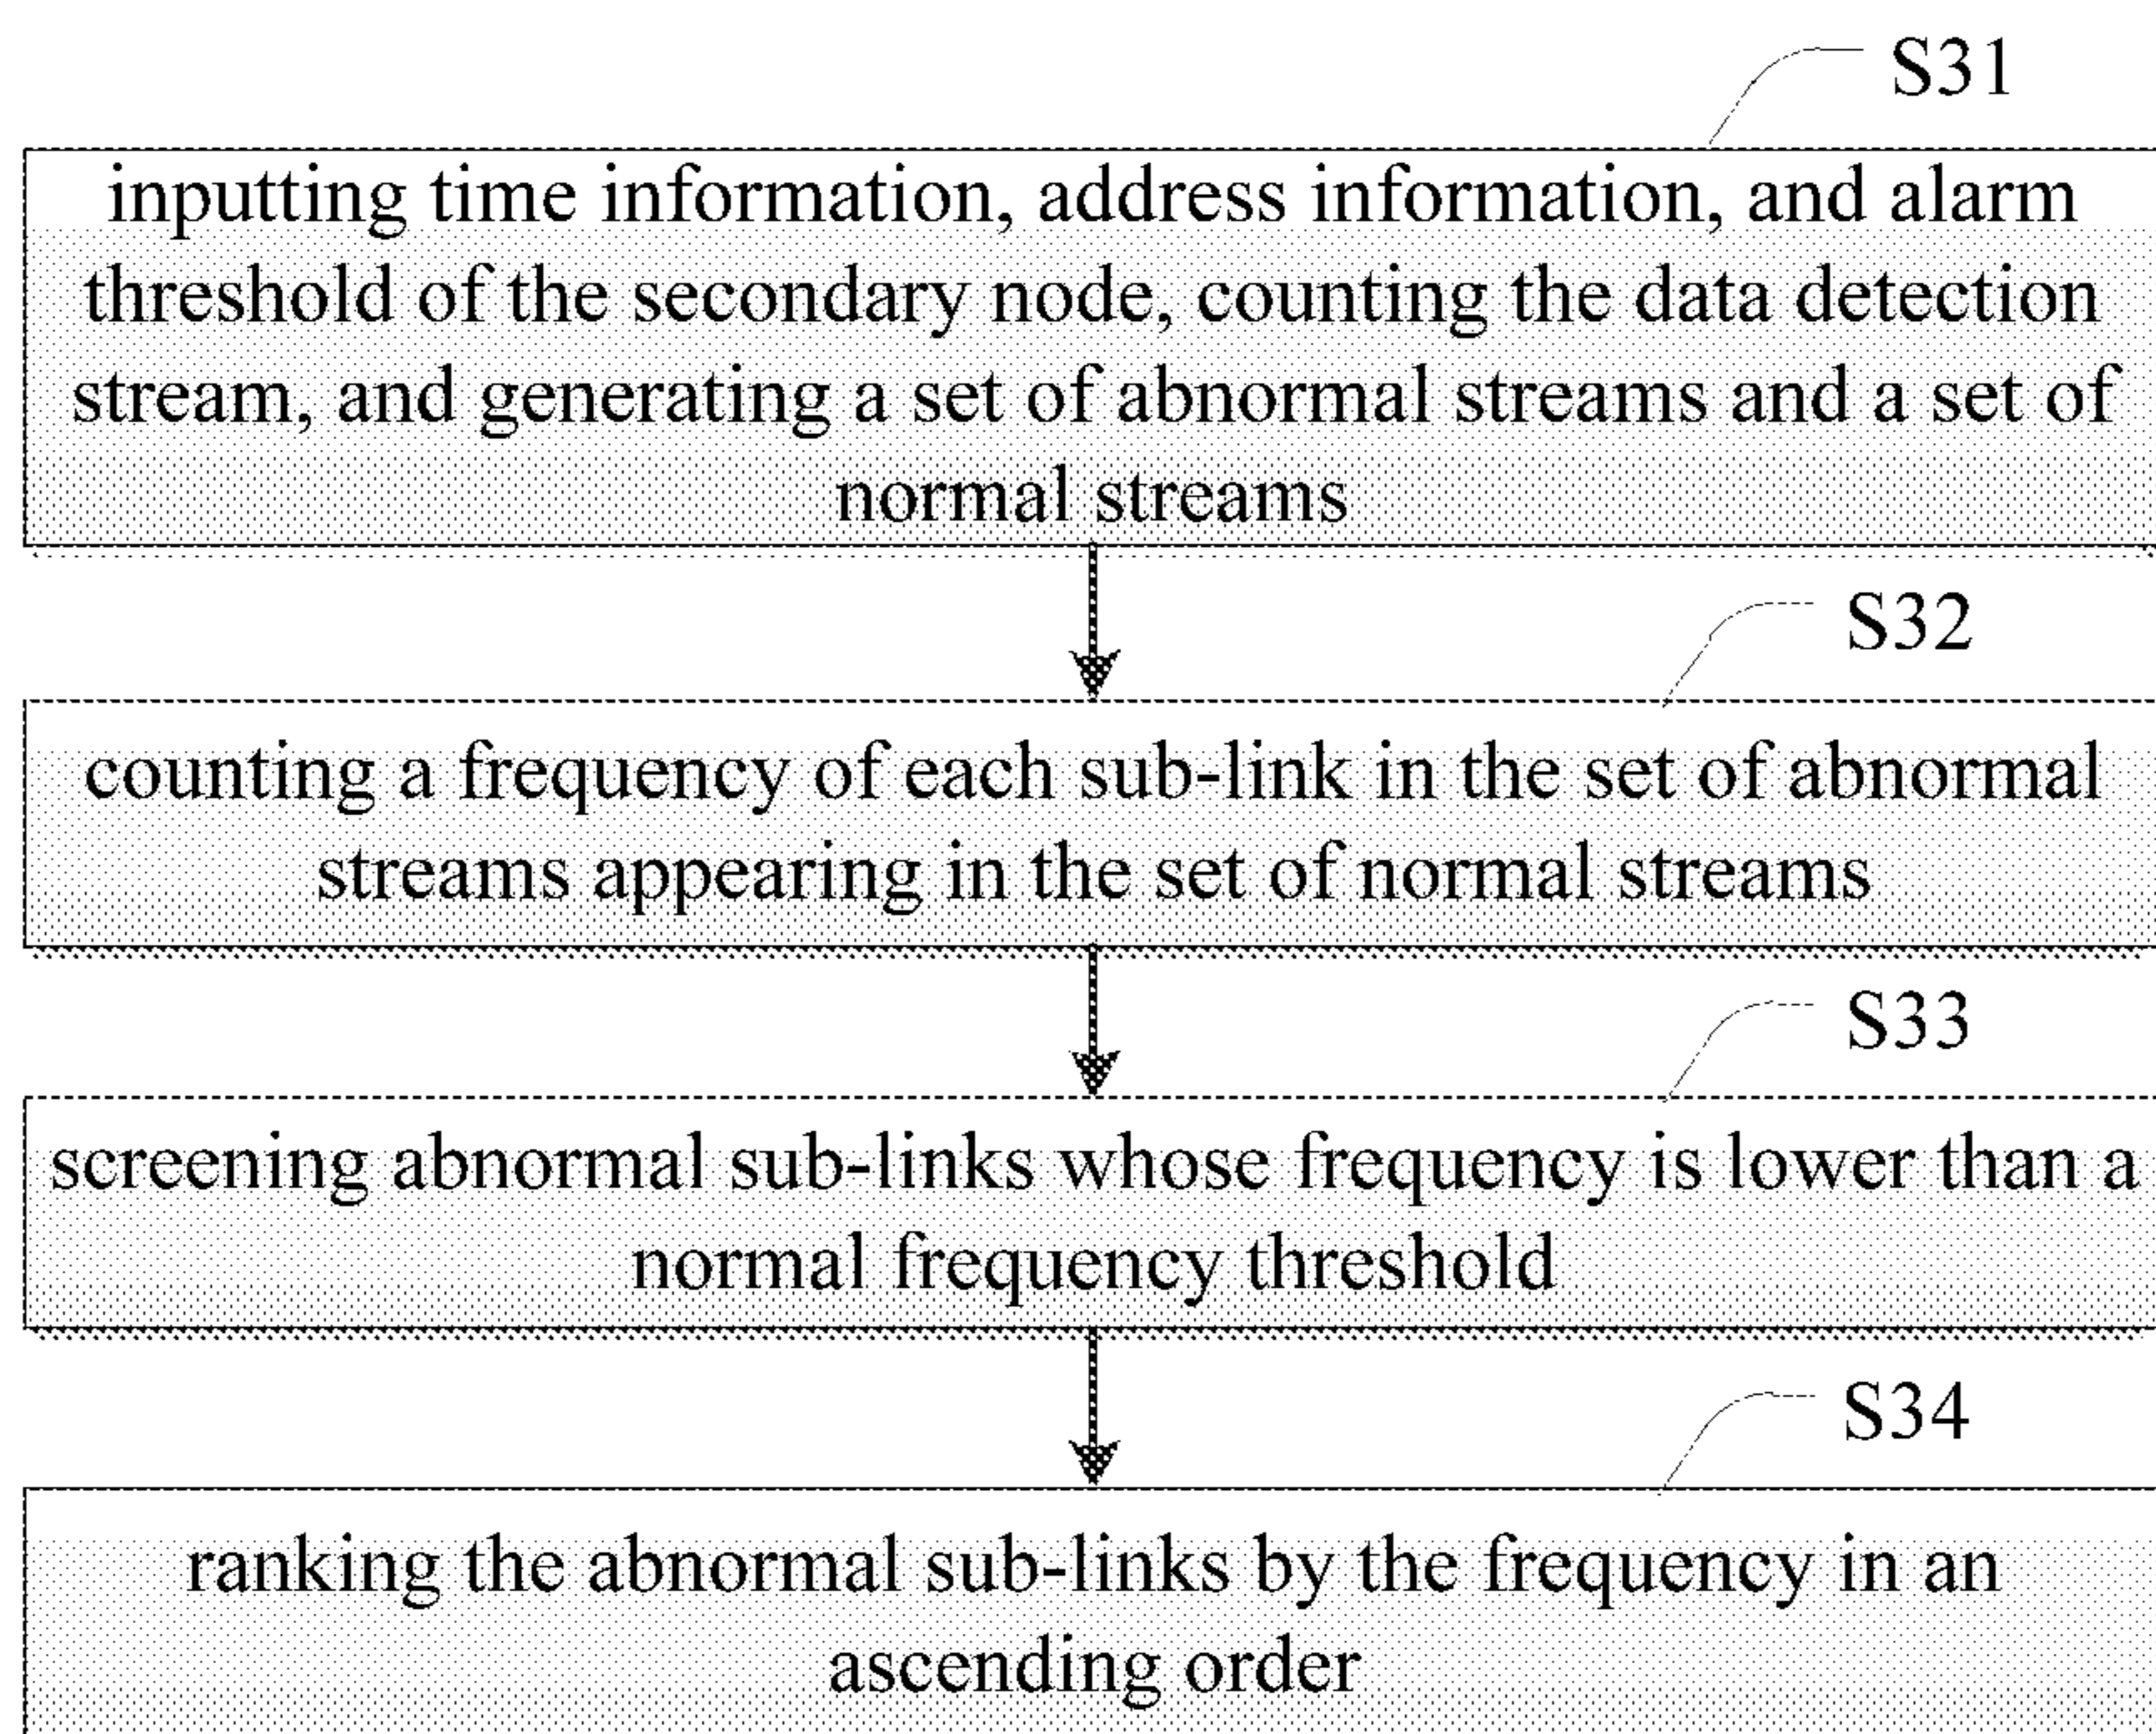 S31
inputting time information, address information, and alarm
threshold of the secondary node, counting the data detection
stream, and generating a set of abnormal streams and a set of
normal streams
S32
counting a frequency of each sub-link in the set of abnormal
streams appearing in the set of normal streams
S33
screening abnormal sub-links whose frequency is lower than a
normal frequency threshold
S34
ranking the abnormal sub-links by the frequency in an
ascending order